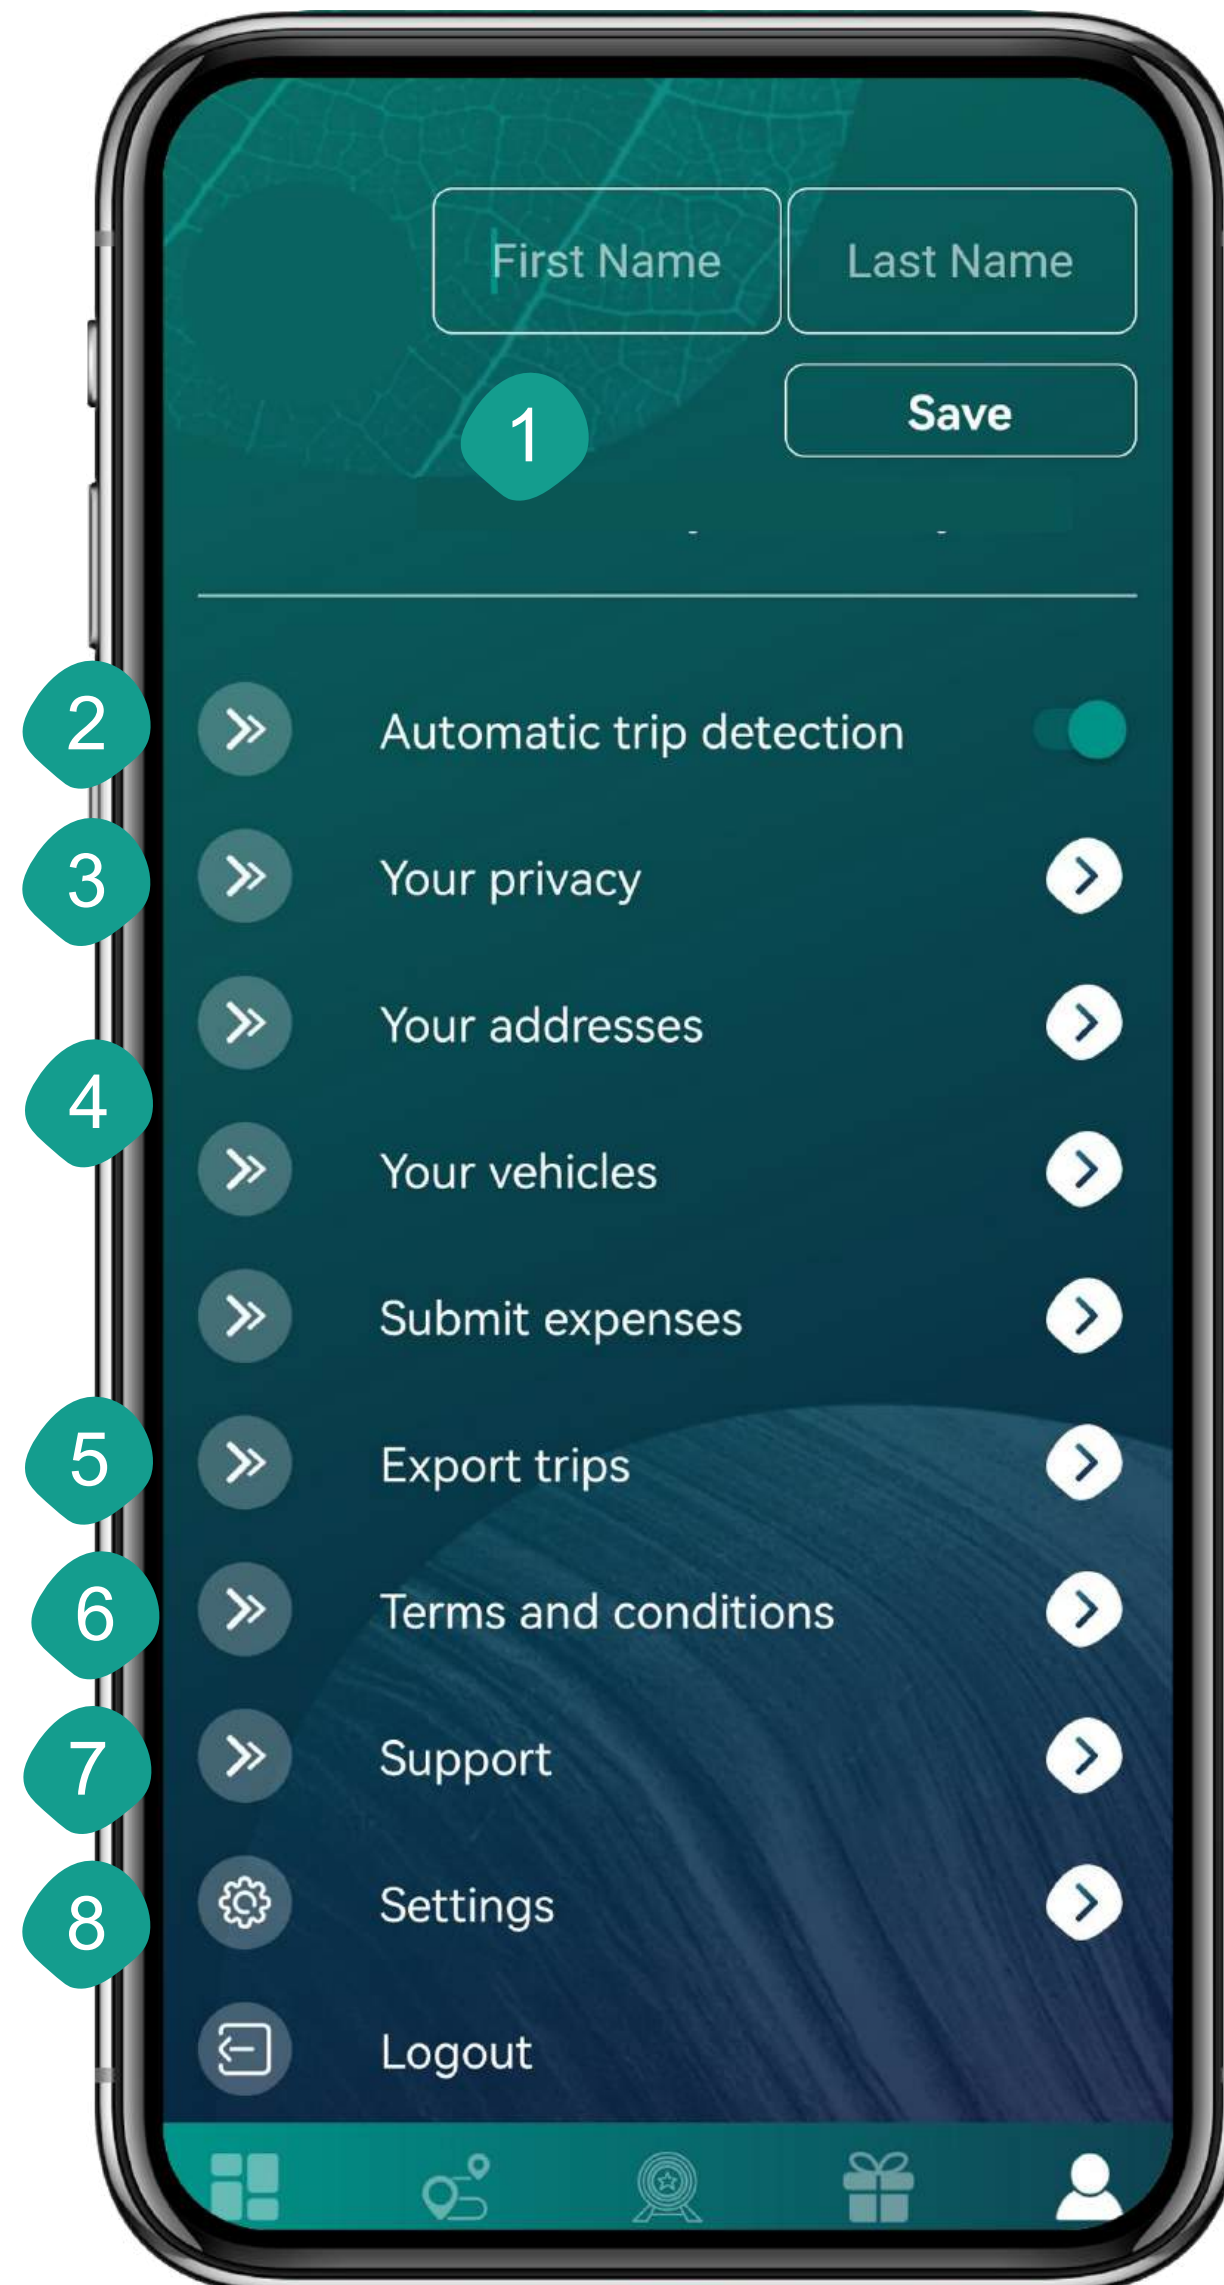 First Name Last Name
1 Save
2 Automatic trip detection
3 Your privacy
Your addresses
4
Your vehicles
Submit expenses
5 Export trips
6 Terms and conditions
7 Support
8 Settings
Logout